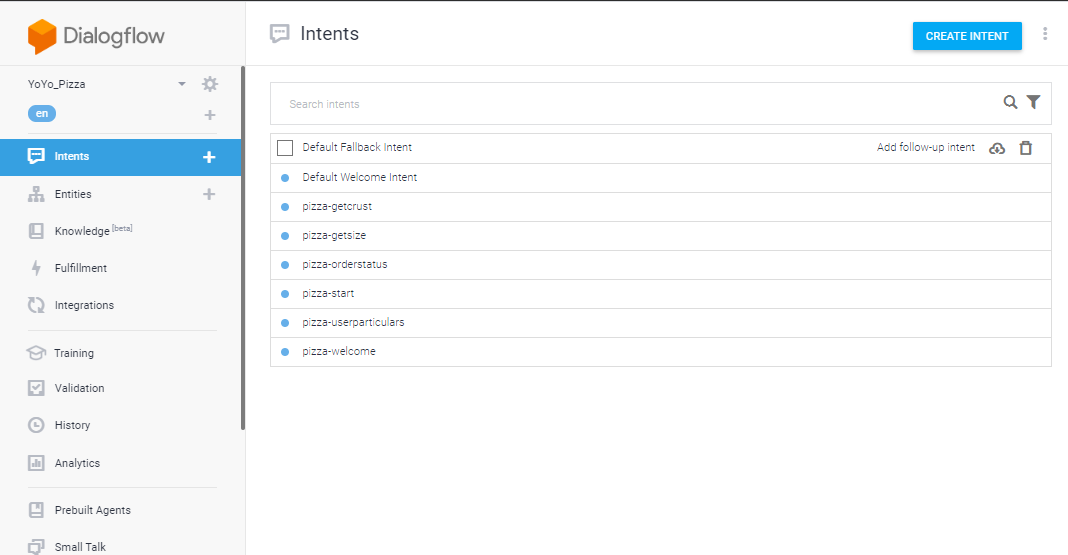 Dialogflow
YoYo_Pizza
en
Intents
Entities
Knowledge [beta]
Fulfillment
Integrations
Training
Validation
History
Analytics
Prebuilt Agents
Small Talk
Intents
CREATE INTENT
Search intents
Default Fallback Intent Add follow-up intent
Default Welcome Intent
pizza-getcrust
pizza-getsize
pizza-orderstatus
pizza-start
pizza-userparticulars
pizza-welcome